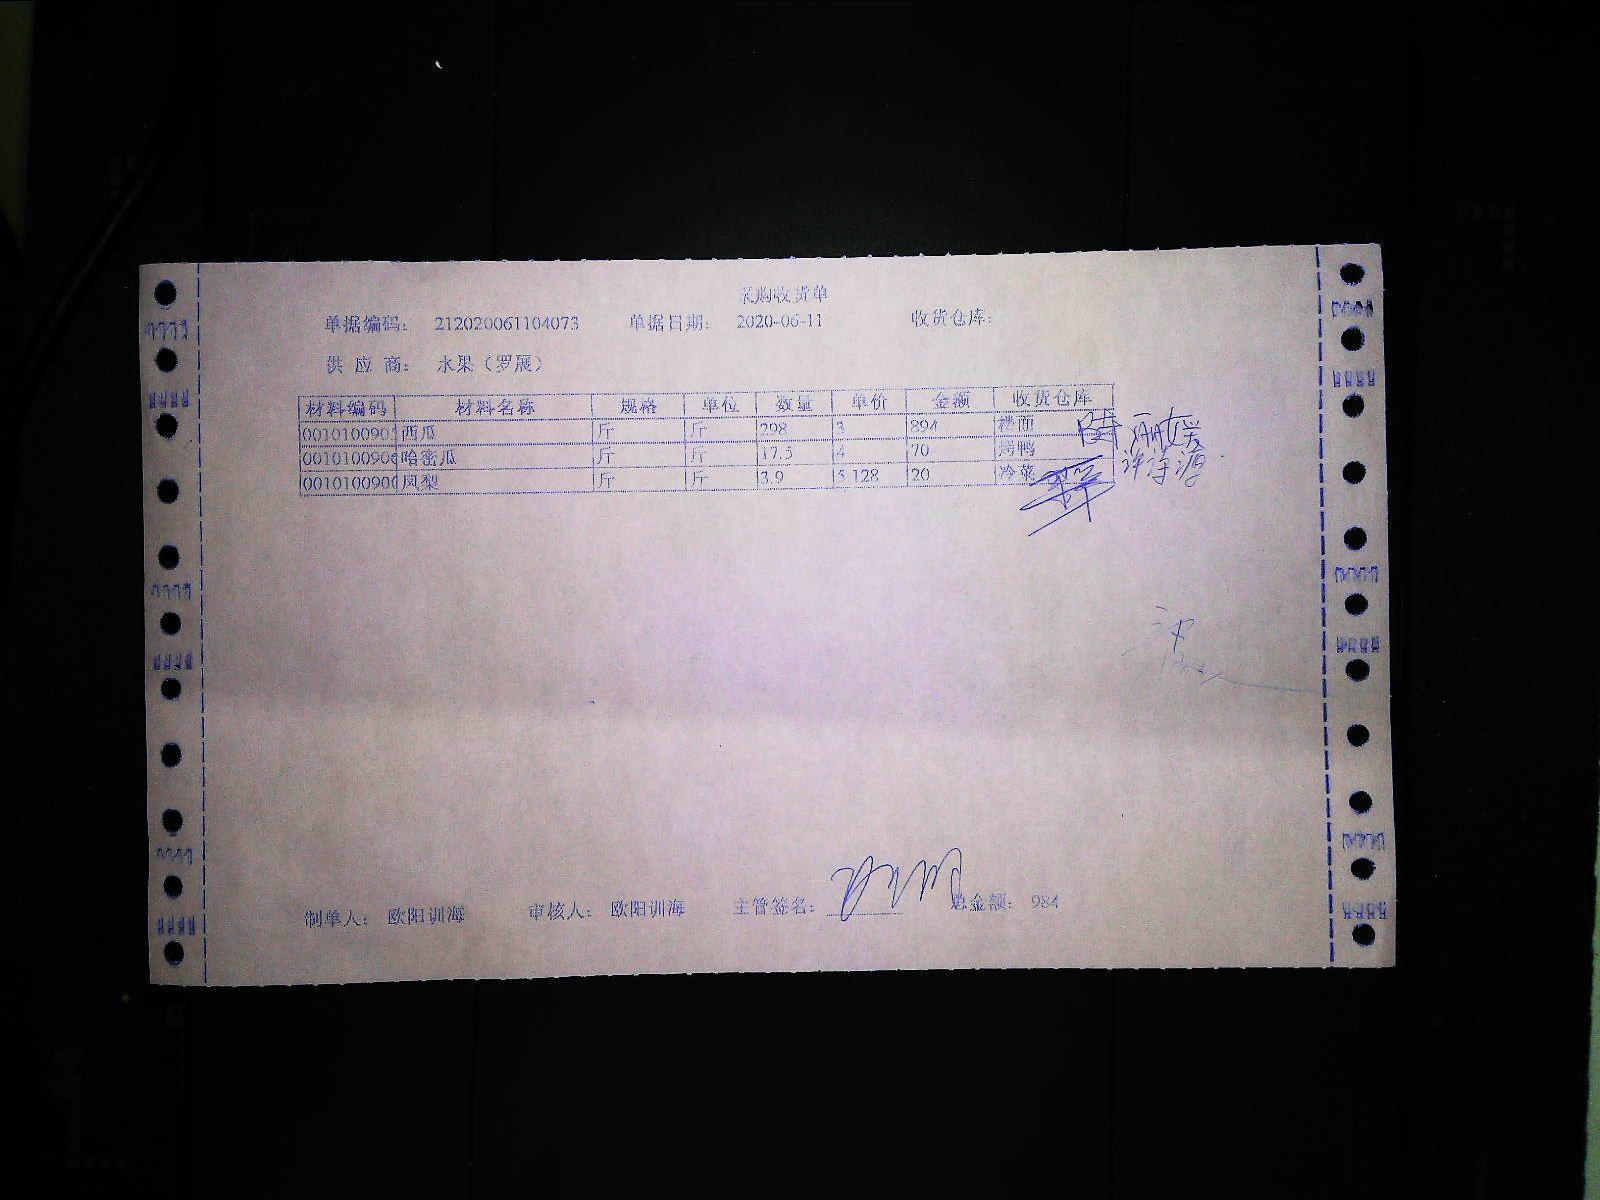 采购收货单
单据编码: 212020061104073 单据日期: 2020-06-11 收货仓库:
供 应 商: 水果（罗展）
材料编码 材料名称 规格 单位 数量 单价 金额 收货仓库
001010090 西瓜 斤 斤 298 3 894 楼面
001010090 哈密瓜 斤 斤 17.5 4 70 烤鸭
001010090 凤梨 斤 斤 3.9 5.128 20 冷菜
制单人: 欧阳训海 审核人: 欧阳训海 主管签名: 总金额: 984